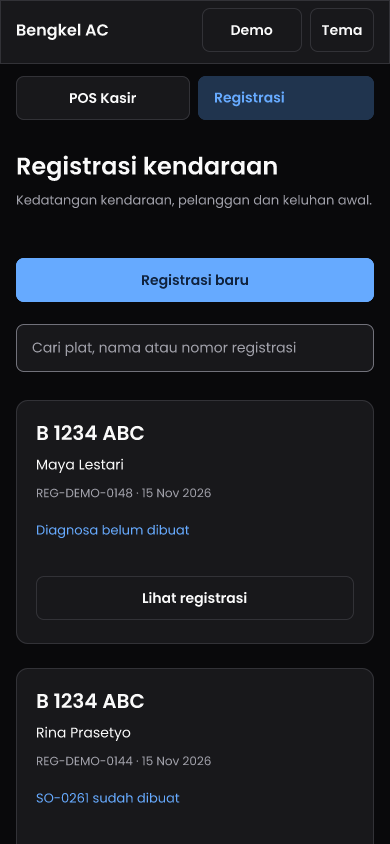 Bengkel AC
Demo
Tema
POS Kasir
Registrasi
Registrasi kendaraan
Kedatangan kendaraan, pelanggan dan keluhan awal.
Registrasi baru
Cari plat, nama atau nomor registrasi
B 1234 ABC
Maya Lestari
REG-DEMO-0148 · 15 Nov 2026
Diagnosa belum dibuat
Lihat registrasi
B 1234 ABC
Rina Prasetyo
REG-DEMO-0144 · 15 Nov 2026
SO-0261 sudah dibuat